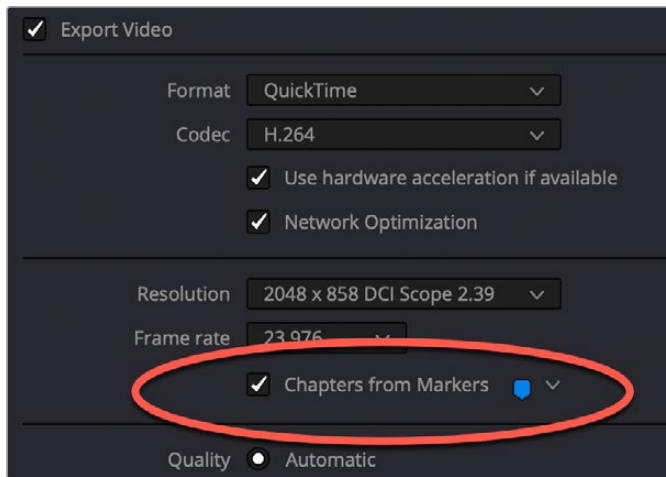 Export Video
Format QuickTime
Codec H.264
Use hardware acceleration if available
Network Optimization
Resolution 2048 x 858 DCI Scope 2.39
Frame rate 23.976
Chapters from Markers
Quality Automatic